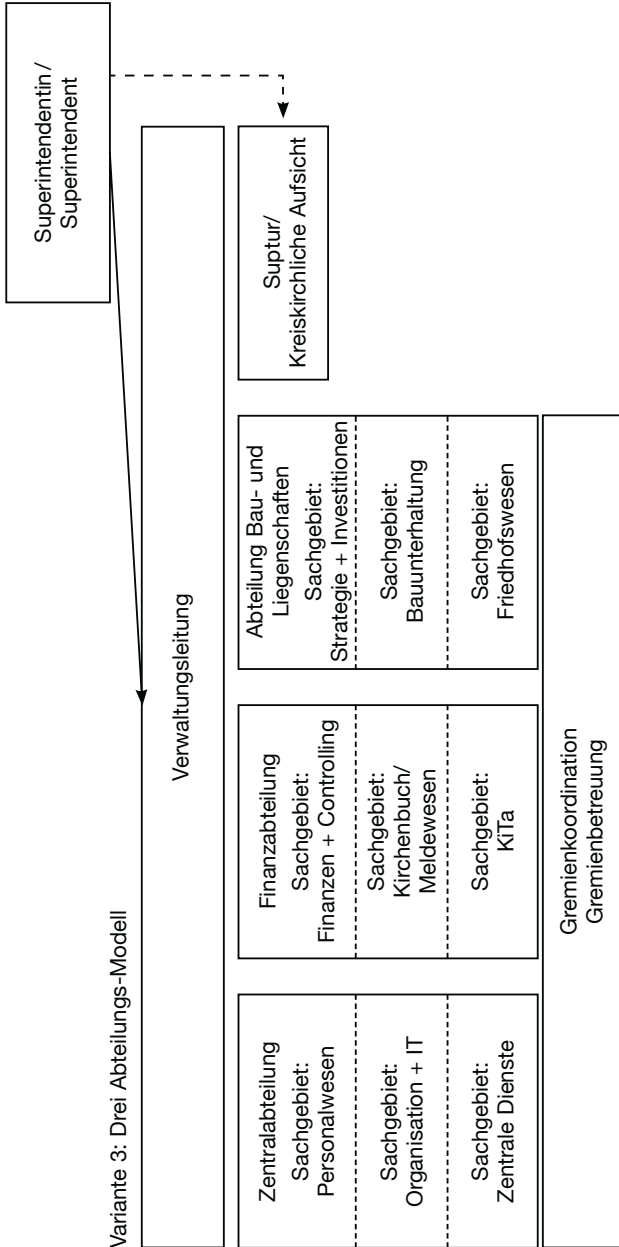 Variante 3: Drei Abteilungs-Modell
Superintendentin/
Superintendent
Verwaltungsleitung
Zentralabteilung
Sachgebiet:
Personalwesen
Sachgebiet:
Organisation + IT
Sachgebiet:
Zentrale Dienste
Finanzabteilung
Sachgebiet:
Finanzen + Controlling
Sachgebiet:
Kirchenbuch/
Meldewesen
Sachgebiet:
KiTa
Abteilung Bau- und
Liegenschaften
Sachgebiet:
Strategie + Investitionen
Sachgebiet:
Bauunterhaltung
Sachgebiet:
Friedhofswesen
Suptur/
Kreiskirchliche Aufsicht
Gremienkoordination
Gremienbetreuung